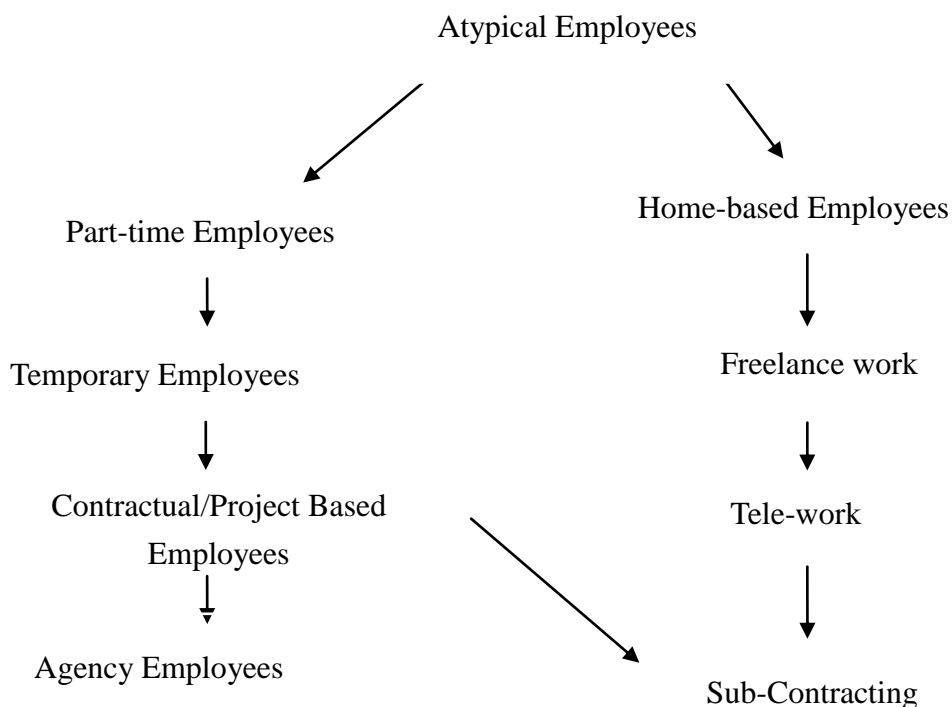 Atypical Employees
Part-time Employees
Home-based Employees
Temporary Employees
Freelance work
Contractual/Project Based
Employees
Tele-work
Agency Employees
Sub-Contracting